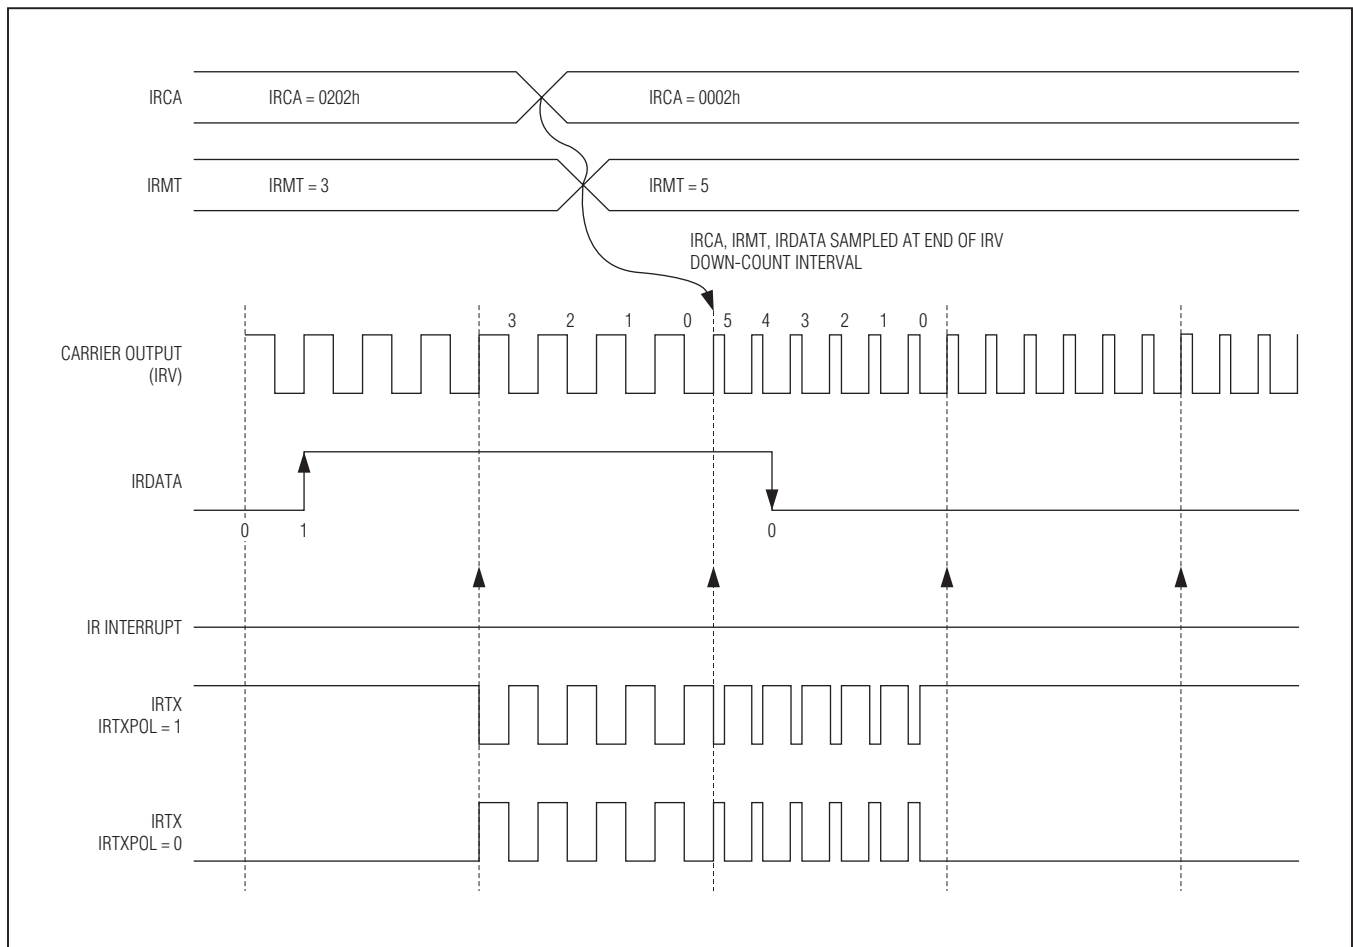 IRCA
IRCA = 0202h
IRCA = 0002h
IRMT
IRMT = 3
IRMT = 5
IRCA, IRMT, IRDATA SAMPLED AT END OF IRV
DOWN-COUNT INTERVAL
3 2 1 0 5 4 3 2 1 0
CARRIER OUTPUT
(IRV)
IRDATA
0 1 0
IR INTERRUPT
IRTX
IRTXPOL = 1
IRTX
IRTXPOL = 0